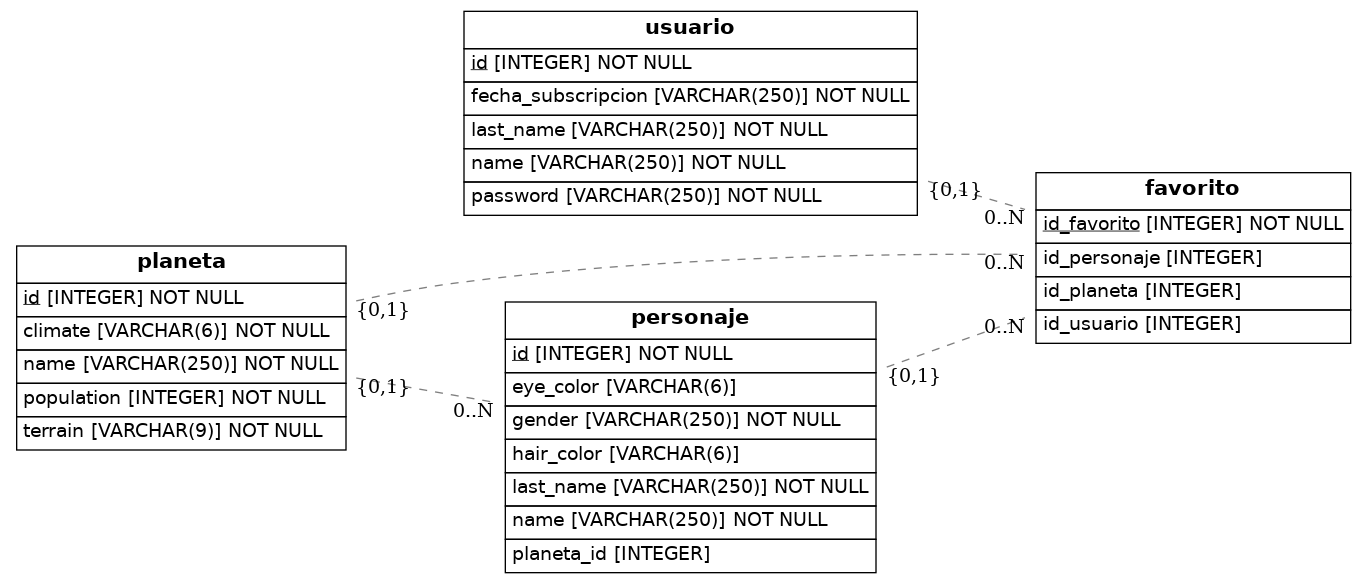 usuario
id [INTEGER] NOT NULL
fecha_subscripcion [VARCHAR(250)] NOT NULL
last_name [VARCHAR(250)] NOT NULL
name [VARCHAR(250)] NOT NULL
password [VARCHAR(250)] NOT NULL
{0,1}
0..N
favorito
id_favorito [INTEGER] NOT NULL
id_personaje [INTEGER]
id_planeta [INTEGER]
id_usuario [INTEGER]
0..N
0..N
planeta
id [INTEGER] NOT NULL
climate [VARCHAR(6)] NOT NULL
name [VARCHAR(250)] NOT NULL
population [INTEGER] NOT NULL
terrain [VARCHAR(9)] NOT NULL
{0,1}
{0,1}
0..N
personaje
id [INTEGER] NOT NULL
eye_color [VARCHAR(6)]
gender [VARCHAR(250)] NOT NULL
hair_color [VARCHAR(6)]
last_name [VARCHAR(250)] NOT NULL
name [VARCHAR(250)] NOT NULL
planeta_id [INTEGER]
{0,1}